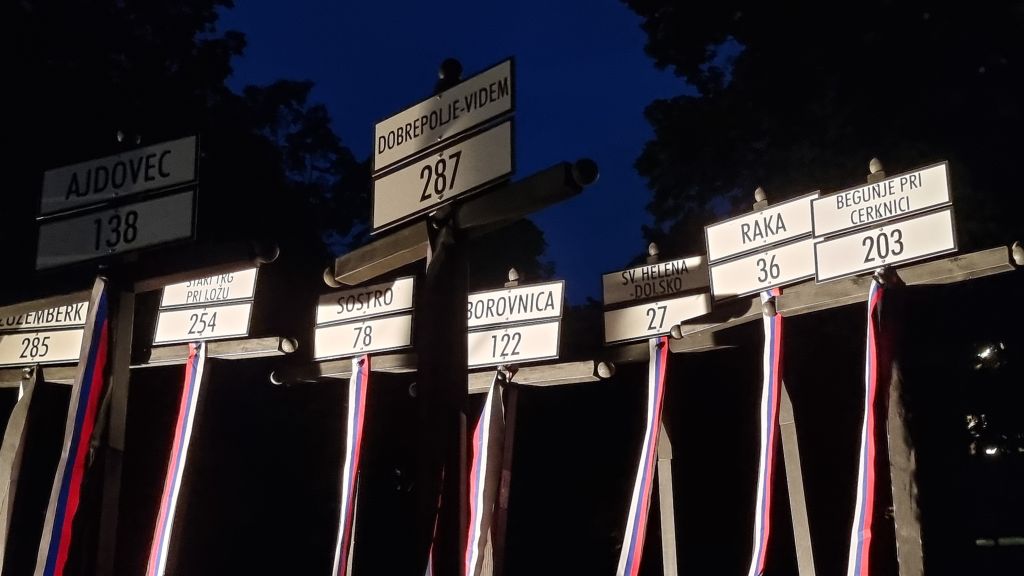 AJDOVEC
138
DOBREPOLJE-VIDEM
287
285
STARI TRG
PRI LOŽU
254
SOSTRO
78
BOROVNICA
122
SV. HELENA
-DOLSKO
27
RAKA
36
BEGUNJE PRI
CERKNICI
203